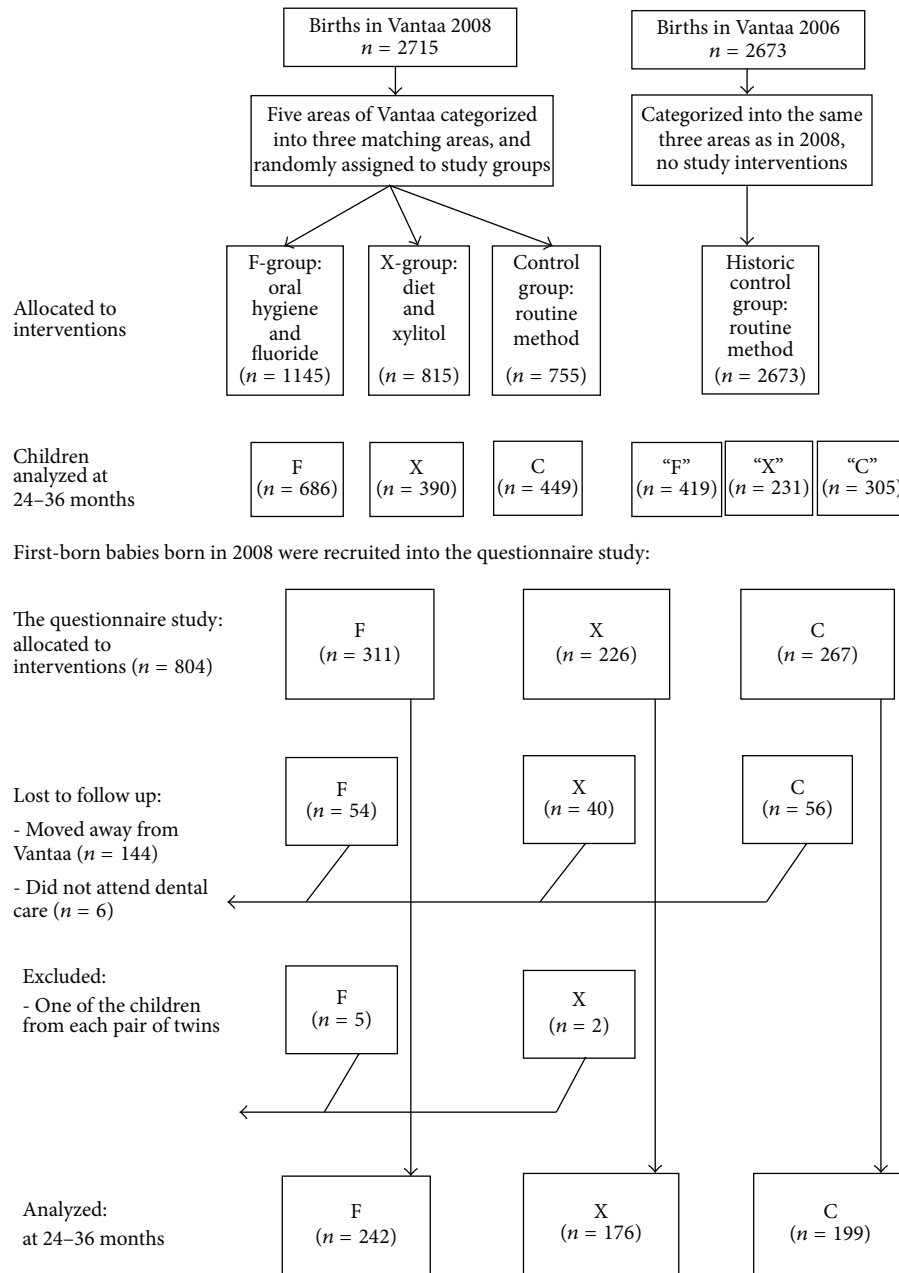 Births in Vantaa 2008
n = 2715
Births in Vantaa 2006
n = 2673
Five areas of Vantaa categorized
into three matching areas, and
randomly assigned to study groups
Categorized into the same
three areas as in 2008,
no study interventions
Allocated to
interventions
F-group:
oral
hygiene
and
fluoride
(n = 1145)
X-group:
diet
and
xylitol
(n = 815)
Control
group:
routine
method
(n = 755)
Historic
control
group:
routine
method
(n = 2673)
Children
analyzed at
24–36 months
F
(n = 686)
X
(n = 390)
C
(n = 449)
“F”
(n = 419)
“X”
(n = 231)
“C”
(n = 305)
First-born babies born in 2008 were recruited into the questionnaire study:
The questionnaire study:
allocated to
interventions (n = 804)
F
(n = 311)
X
(n = 226)
C
(n = 267)
Lost to follow up:
- Moved away from
Vantaa (n = 144)
- Did not attend dental
care (n = 6)
F
(n = 54)
X
(n = 40)
C
(n = 56)
Excluded:
- One of the children
from each pair of twins
F
(n = 5)
X
(n = 2)
Analyzed:
at 24–36 months
F
(n = 242)
X
(n = 176)
C
(n = 199)